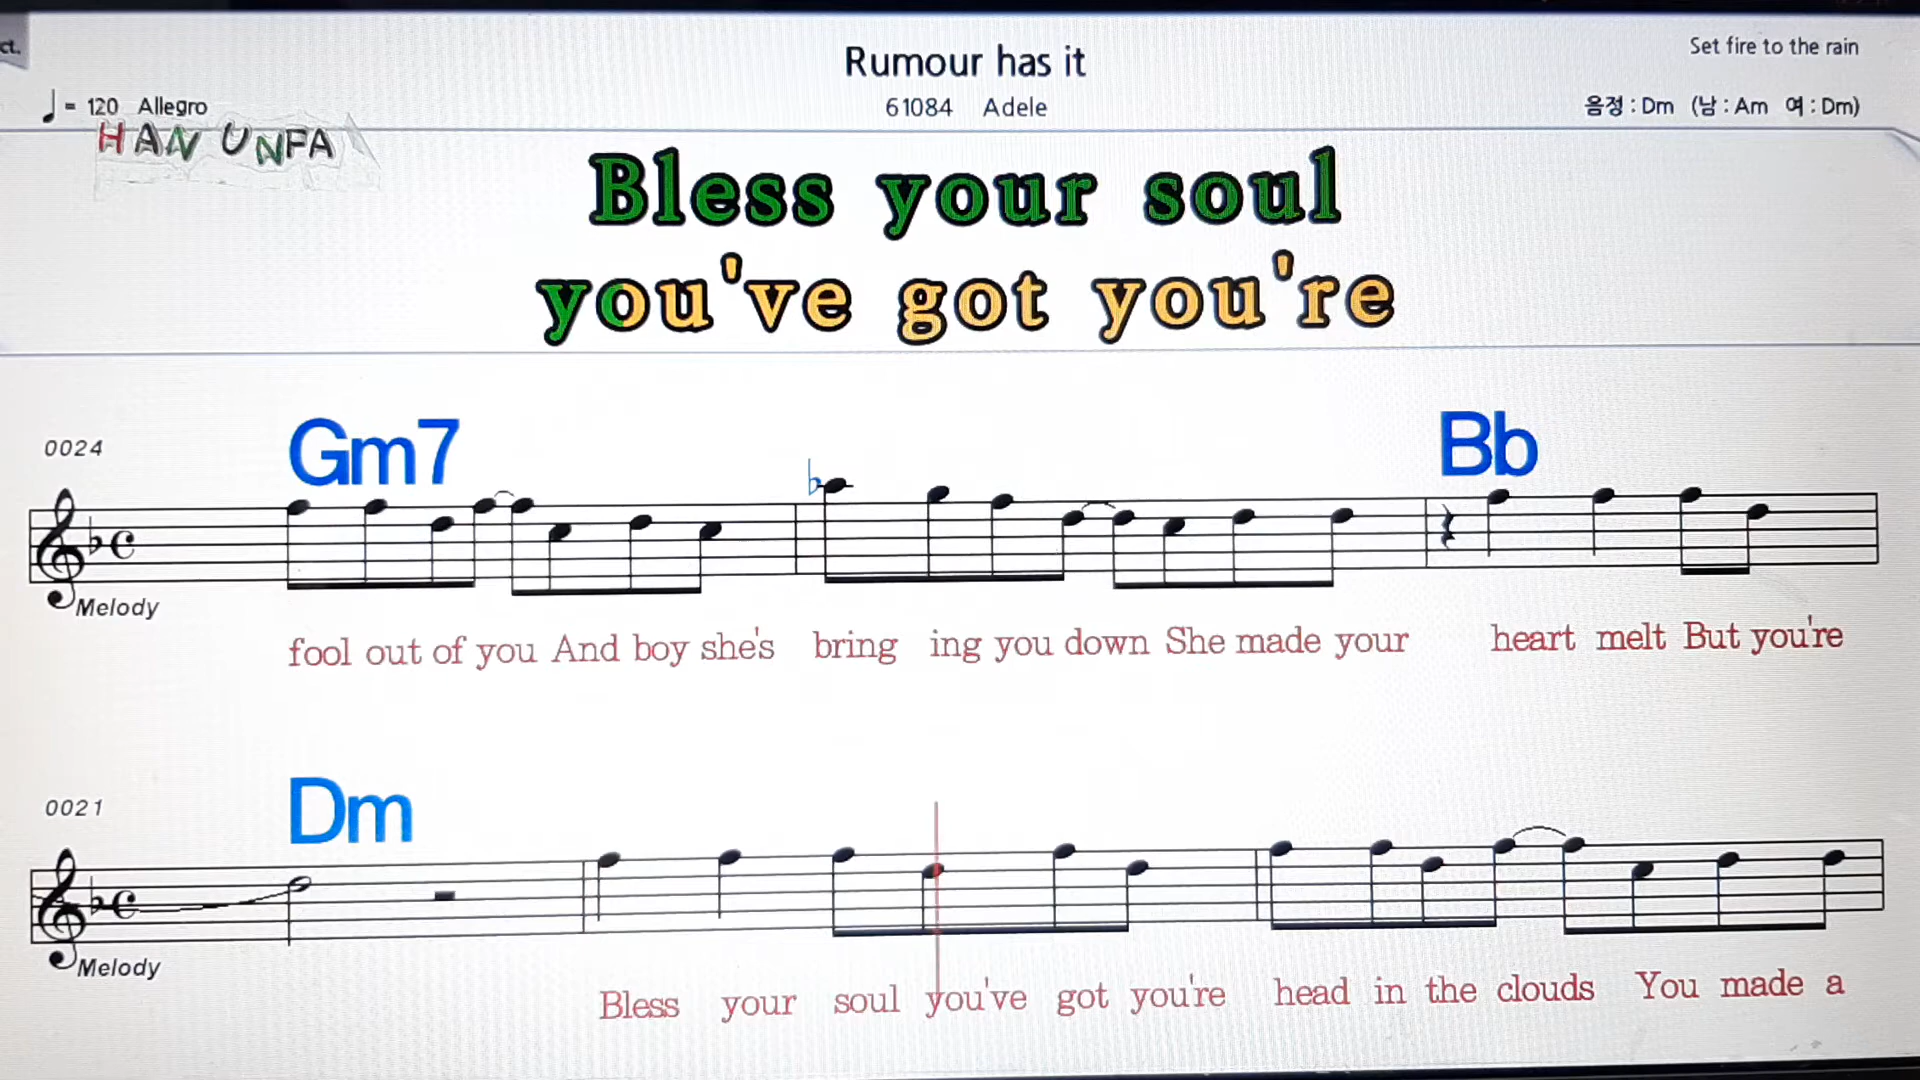 ct.
Rumour has it
Set fire to the rain
= 120 Allegro
61084 Adele
음정 : Dm (남 : Am 여 : Dm)
HAN UNFA
Bless your soul
you've got you're
0024
Gm7
Bb
Melody
fool out of you And boy she's bring ing you down She made your heart melt But you're
0021
Dm
Melody
Bless your soul you've got you're head in the clouds You made a